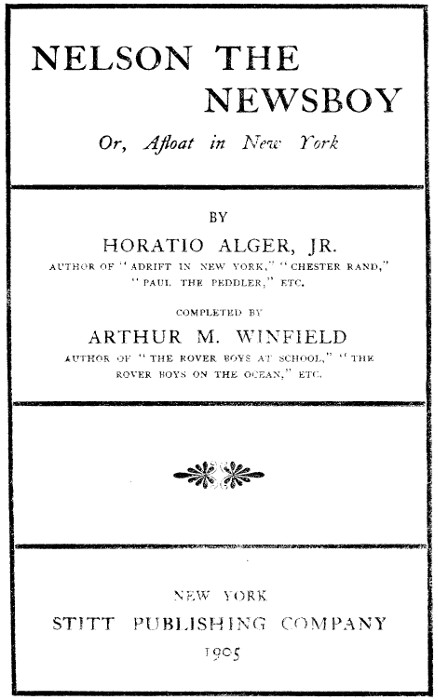 NELSON THE
NEWSBOY
Or, Afloat in New York
BY
HORATIO ALGER, JR.
AUTHOR OF "ADRIFT IN NEW YORK," "CHESTER RAND,"
"PAUL THE PEDDLER," ETC.
COMPLETED BY
ARTHUR M. WINFIELD
AUTHOR OF "THE ROVER BOYS AT SCHOOL," "THE
ROVER BOYS ON THE OCEAN," ETC.
NEW YORK
STITT PUBLISHING COMPANY
1905